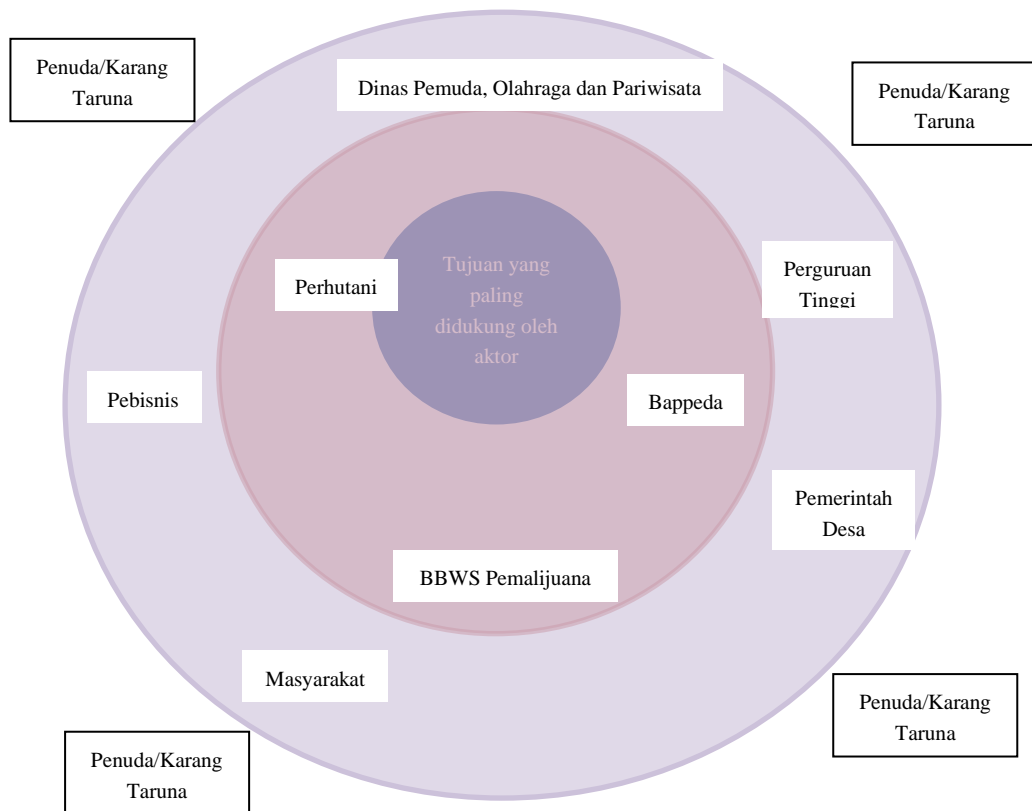 Penuda/Karang
Taruna
Dinas Pemuda, Olahraga dan Pariwisata
Penuda/Karang
Taruna
Tujuan yang
paling
didukung oleh
aktor
Perhutani
Perguruan
Tinggi
Pebisnis
Bappeda
Pemerintah
Desa
BBWS Pemalijuana
Masyarakat
Penuda/Karang
Taruna
Penuda/Karang
Taruna